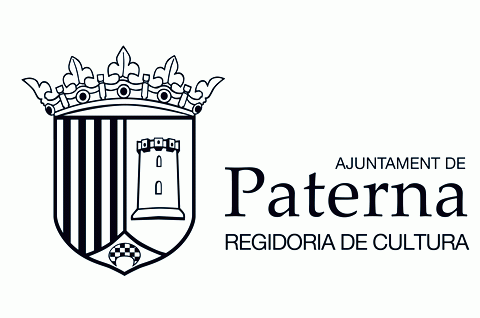 AJUNTAMENT DE
Paterna
REGIDORIA DE CULTURA